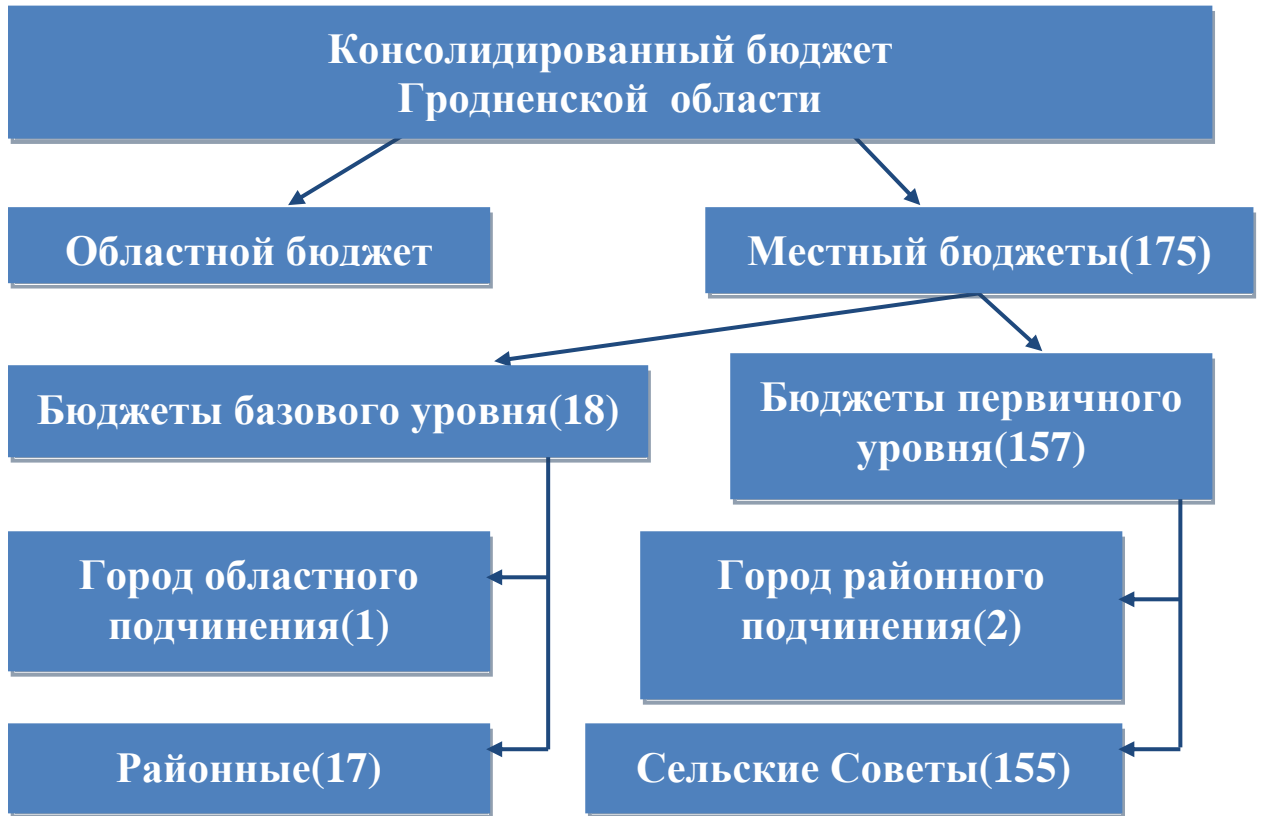 Консолидированный бюджет
Гродненской области
Областной бюджет
Местный бюджеты(175)
Бюджеты базового уровня(18)
Бюджеты первичного
уровня(157)
Город областного
подчинения(1)
Город районного
подчинения(2)
Районные(17)
Сельские Советы(155)